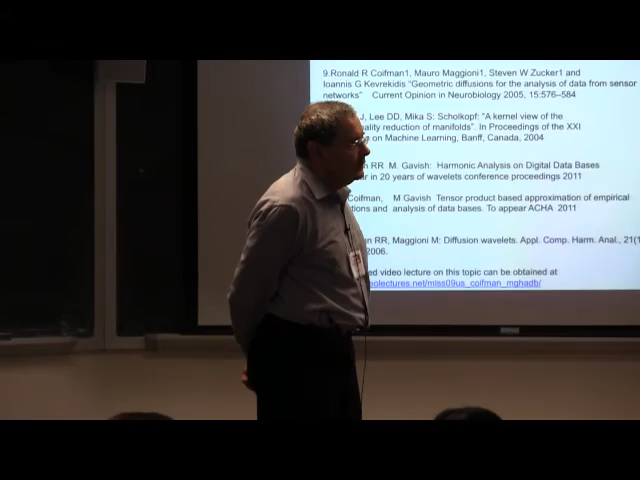 9.Ronald R Coifman1, Mauro Maggioni1, Steven W Zucker1 and
Ioannis G Kevrekidis "Geometric diffusions for the analysis of data from sensor
networks" Current Opinion in Neurobiology 2005, 15:576–584
J, Lee DD, Mika S: Scholkopf: "A kernel view of the
ality reduction of manifolds". In Proceedings of the XXI
on Machine Learning, Banff, Canada, 2004
n RR M. Gavish: Harmonic Analysis on Digital Data Bases
r in 20 years of wavelets conference proceedings 2011
Coifman, M Gavish Tensor product based approximation of empirical
tions and analysis of data bases. To appear ACHA 2011
n RR, Maggioni M: Diffusion wavelets. Appl. Comp. Harm. Anal., 21(1
2006.
ed video lecture on this topic can be obtained at
olectures.net/mlss09us_coifman_mghadb/